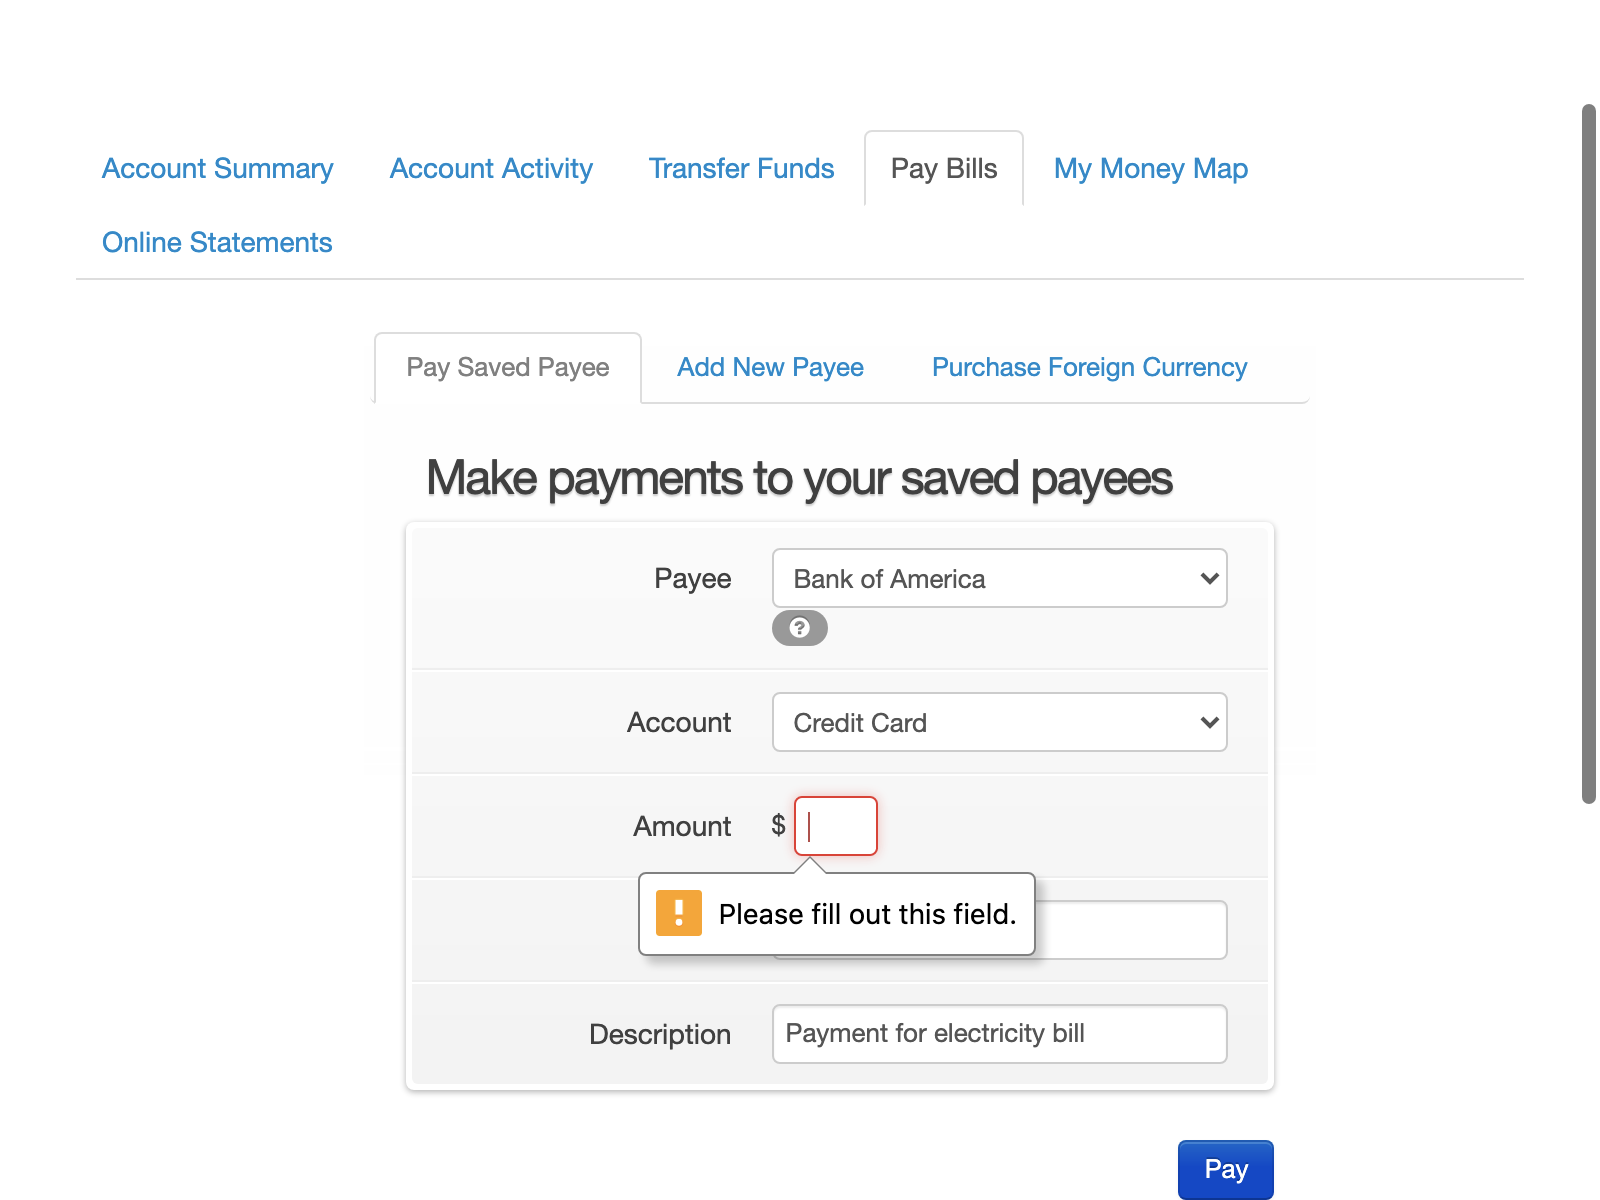 Account Summary Account Activity Transfer Funds Pay Bills My Money Map
Online Statements
Pay Saved Payee Add New Payee Purchase Foreign Currency
Make payments to your saved payees
Payee Bank of America
?
Account Credit Card
Amount $
! Please fill out this field.
Description Payment for electricity bill
Pay